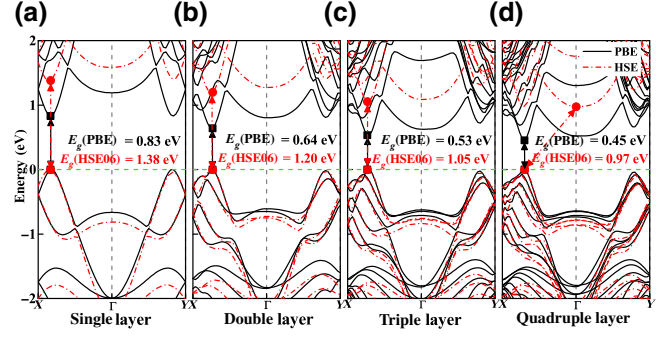 (a) (b) (c) (d)
2
1
0
−1
−2
Energy (eV)
PBE
HSE
E_g(PBE) = 0.83 eV
E_g(HSE06) = 1.38 eV
E_g(PBE) = 0.64 eV
E_g(HSE06) = 1.20 eV
E_g(PBE) = 0.53 eV
E_g(HSE06) = 1.05 eV
E_g(PBE) = 0.45 eV
E_g(HSE06) = 0.97 eV
X Γ Y X Γ Y X Γ Y X Γ Y
Single layer Double layer Triple layer Quadruple layer